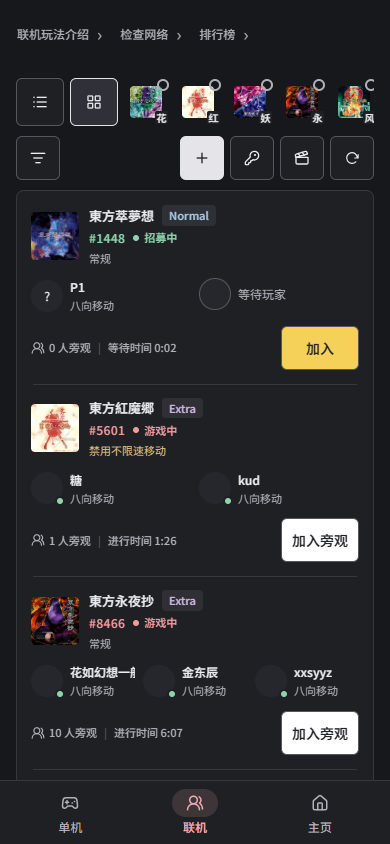 联机玩法介绍 › 检查网络 › 排行榜 ›
花 红 妖 永 风
東方萃夢想 Normal
#1448 招募中
常规
? P1 等待玩家
八向移动
0 人旁观 | 等待时间 0:02 加入
東方紅魔郷 Extra
#5601 游戏中
禁用不限速移动
糖 kud
八向移动 八向移动
1 人旁观 | 进行时间 1:26 加入旁观
東方永夜抄 Extra
#8466 游戏中
常规
花如幻想一 金东辰 xxsyyz
八向移动 八向移动 八向移动
10 人旁观 | 进行时间 6:07 加入旁观
单机 联机 主页